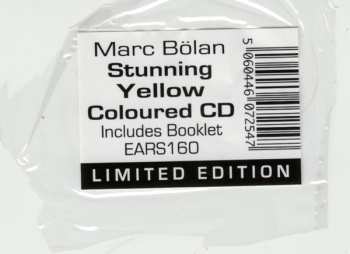 Marc Bölan
Stunning
Yellow
Coloured CD
Includes Booklet
EARS160
LIMITED EDITION
5 060446 072547